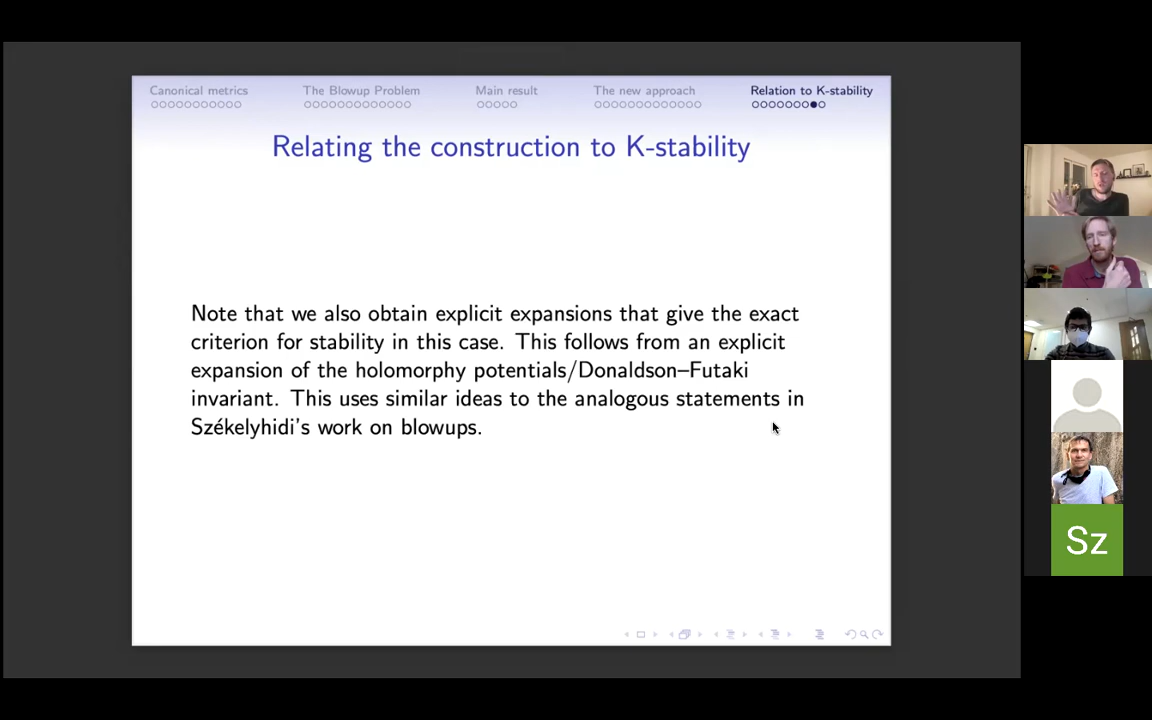 Canonical metrics The Blowup Problem Main result The new approach Relation to K-stability
Relating the construction to K-stability
Note that we also obtain explicit expansions that give the exact
criterion for stability in this case. This follows from an explicit
expansion of the holomorphy potentials/Donaldson–Futaki
invariant. This uses similar ideas to the analogous statements in
Székelyhidi's work on blowups.
Sz